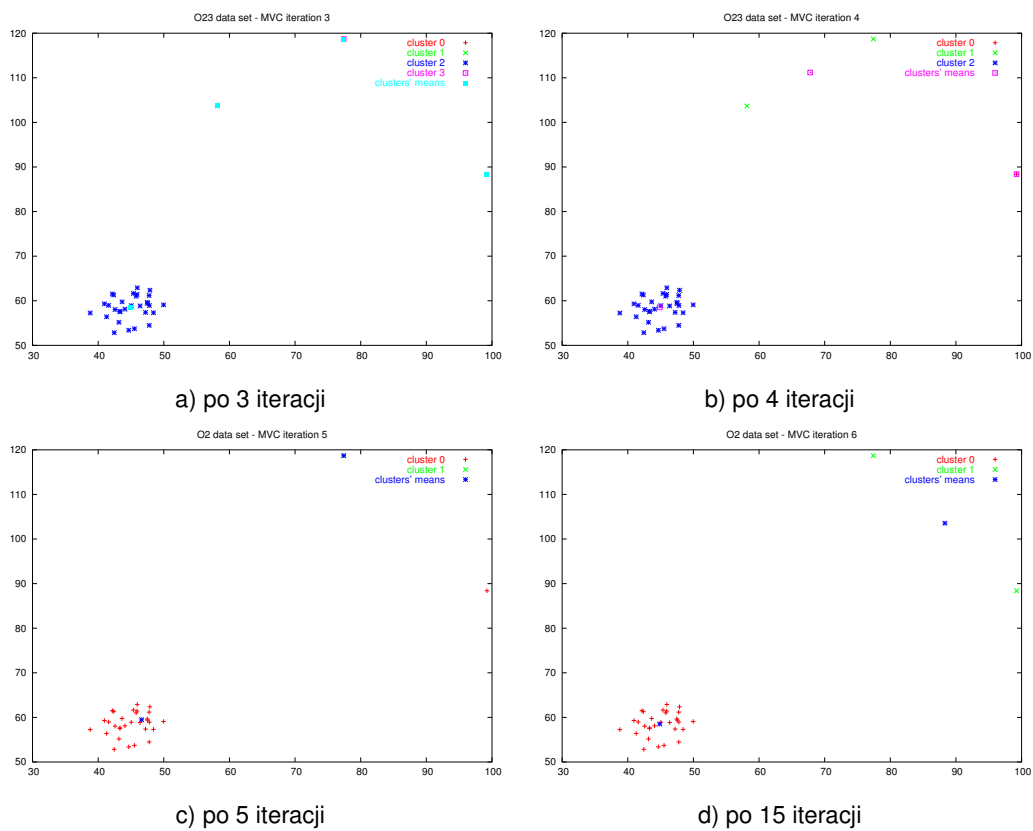 O23 data set - MVC iteration 3
120
110
100
90
80
70
60
50
30 40 50 60 70 80 90 100
cluster 0
cluster 1
cluster 2
cluster 3
clusters' means
a) po 3 iteracji
O23 data set - MVC iteration 4
120
110
100
90
80
70
60
50
30 40 50 60 70 80 90 100
cluster 0
cluster 1
cluster 2
clusters' means
b) po 4 iteracji
O2 data set - MVC iteration 5
120
110
100
90
80
70
60
50
30 40 50 60 70 80 90 100
cluster 0
cluster 1
clusters' means
c) po 5 iteracji
O2 data set - MVC iteration 6
120
110
100
90
80
70
60
50
30 40 50 60 70 80 90 100
cluster 0
cluster 1
clusters' means
d) po 15 iteracji